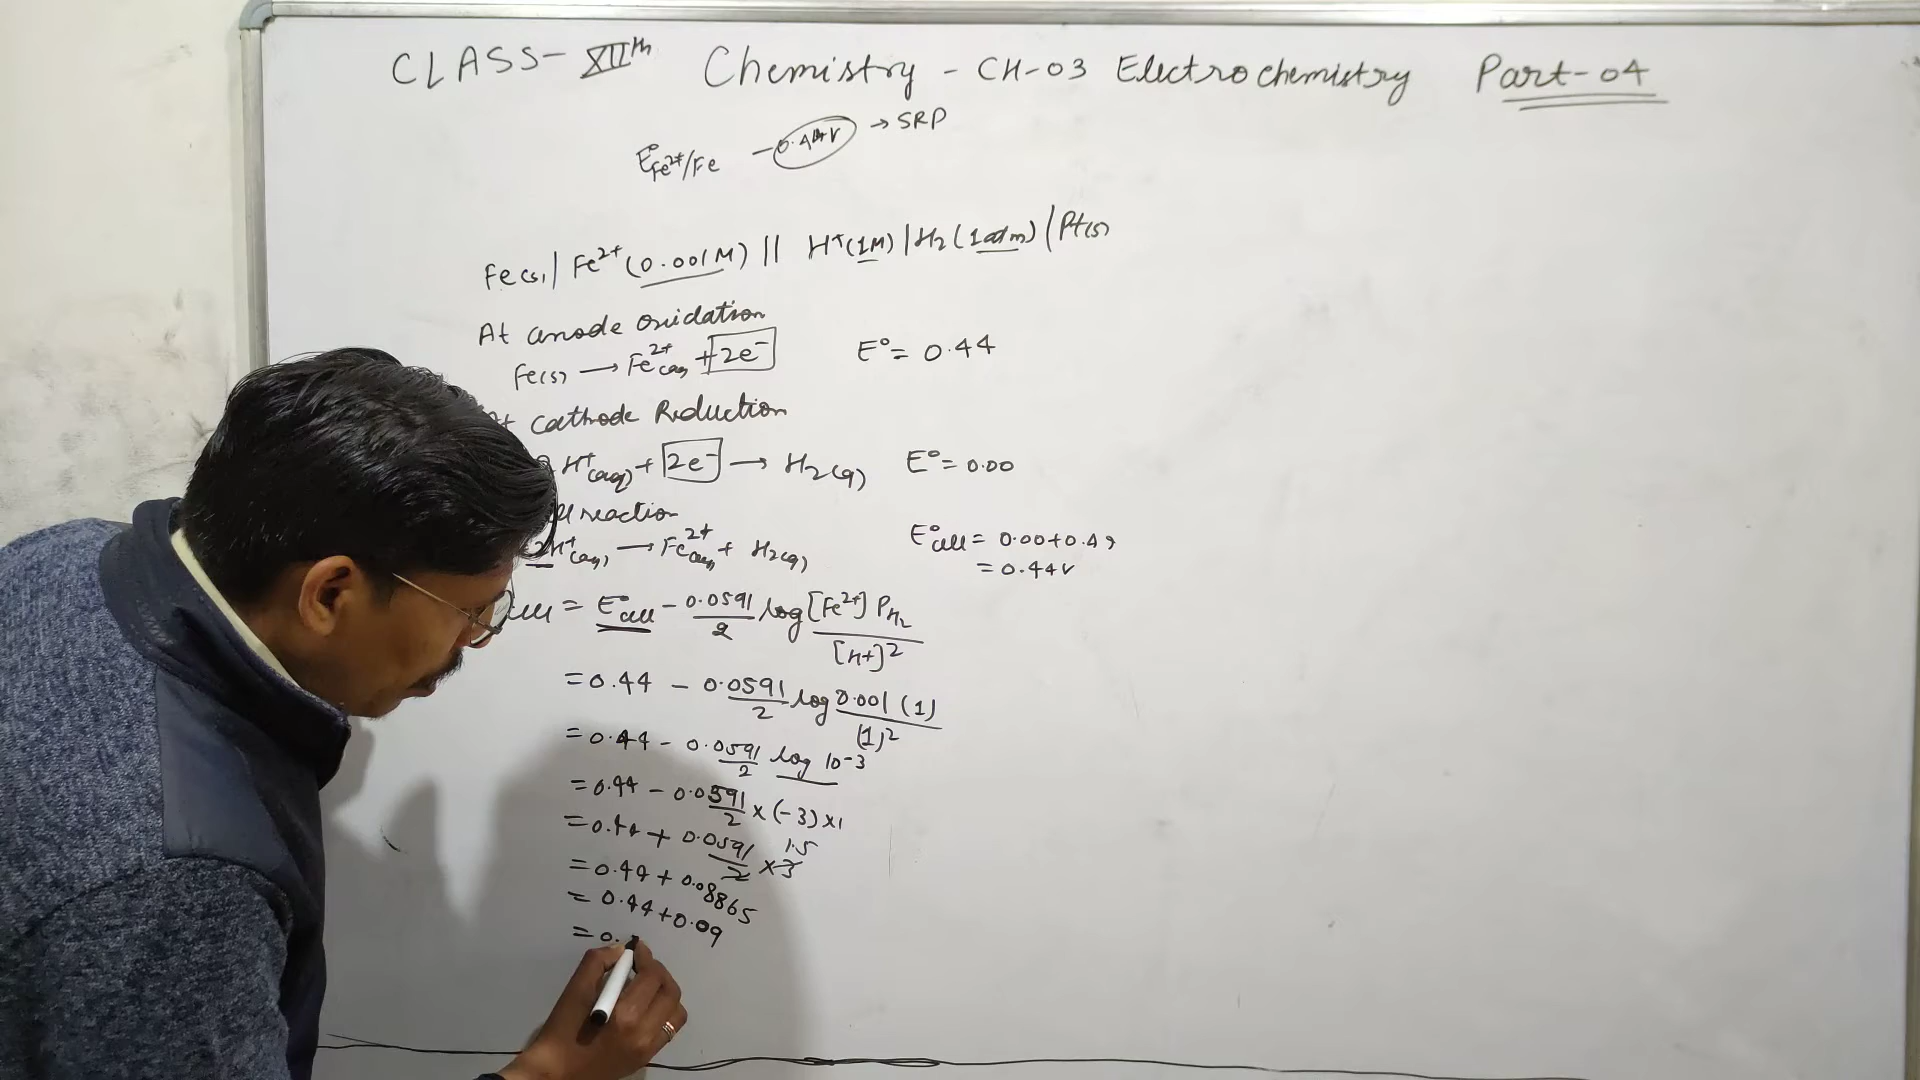 CLASS-XIIth Chemistry - CH-03 Electrochemistry Part-04
E°Fe2+/Fe -0.44V → SRP
Fe(s) | Fe2+ (0.001M) || H+(1M) | H2 (1atm) | Pt(s)
At anode oxidation
Fe(s) → Fe2+(aq) + 2e- E° = 0.44
cathode Reduction
H+(aq) + 2e- → H2(g) E° = 0.00
reaction
2H+(aq) → Fe2+(aq) + H2(g) E°cell = 0.00+0.44
= 0.44V
= E°cell - 0.0591/2 log [Fe2+] PH2/[H+]2
= 0.44 - 0.0591/2 log 0.001 (1)/(1)2
= 0.44 - 0.0591/2 log 10-3
= 0.44 - 0.0591/2 × (-3) ×1
= 0.44 + 0.0591/2 × 3 1.5
= 0.44 + 0.08865
= 0.44 + 0.09
= 0.